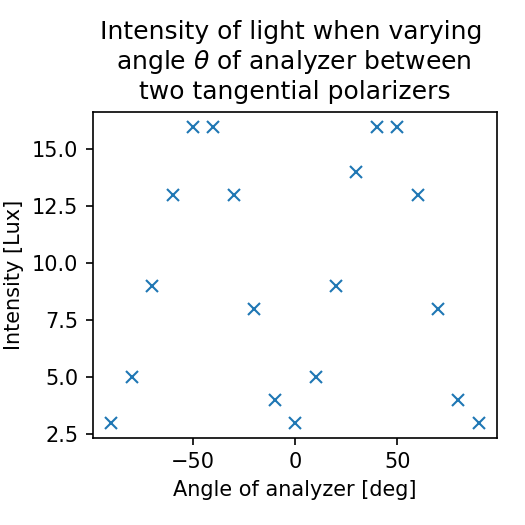 Intensity of light when varying
angle θ of analyzer between
two tangential polarizers
Intensity [Lux]
15.0
12.5
10.0
7.5
5.0
2.5
−50 0 50
Angle of analyzer [deg]